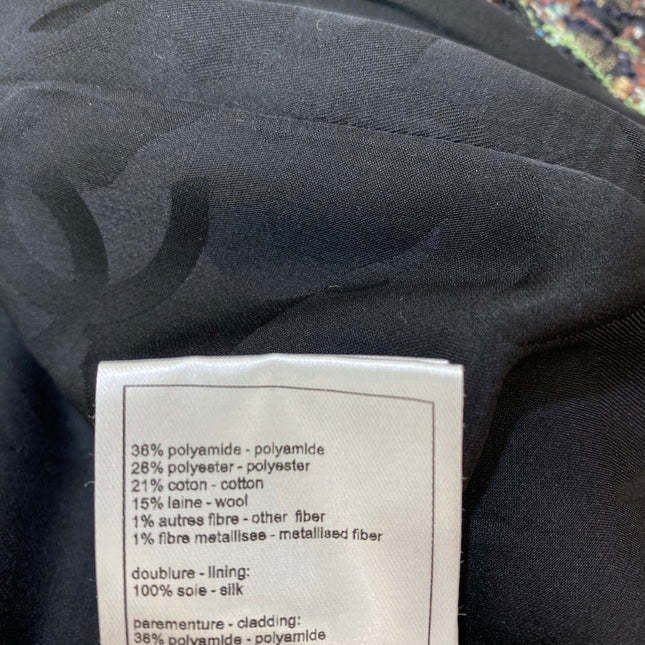 36% polyamide - polyamide
26% polyester - polyester
21% coton - cotton
15% laine - wool
1% autres fibre - other fiber
1% fibre metallises - metallised fiber
doublure - lining:
100% soie - silk
parementure - cladding:
36% polyamide - polyamide